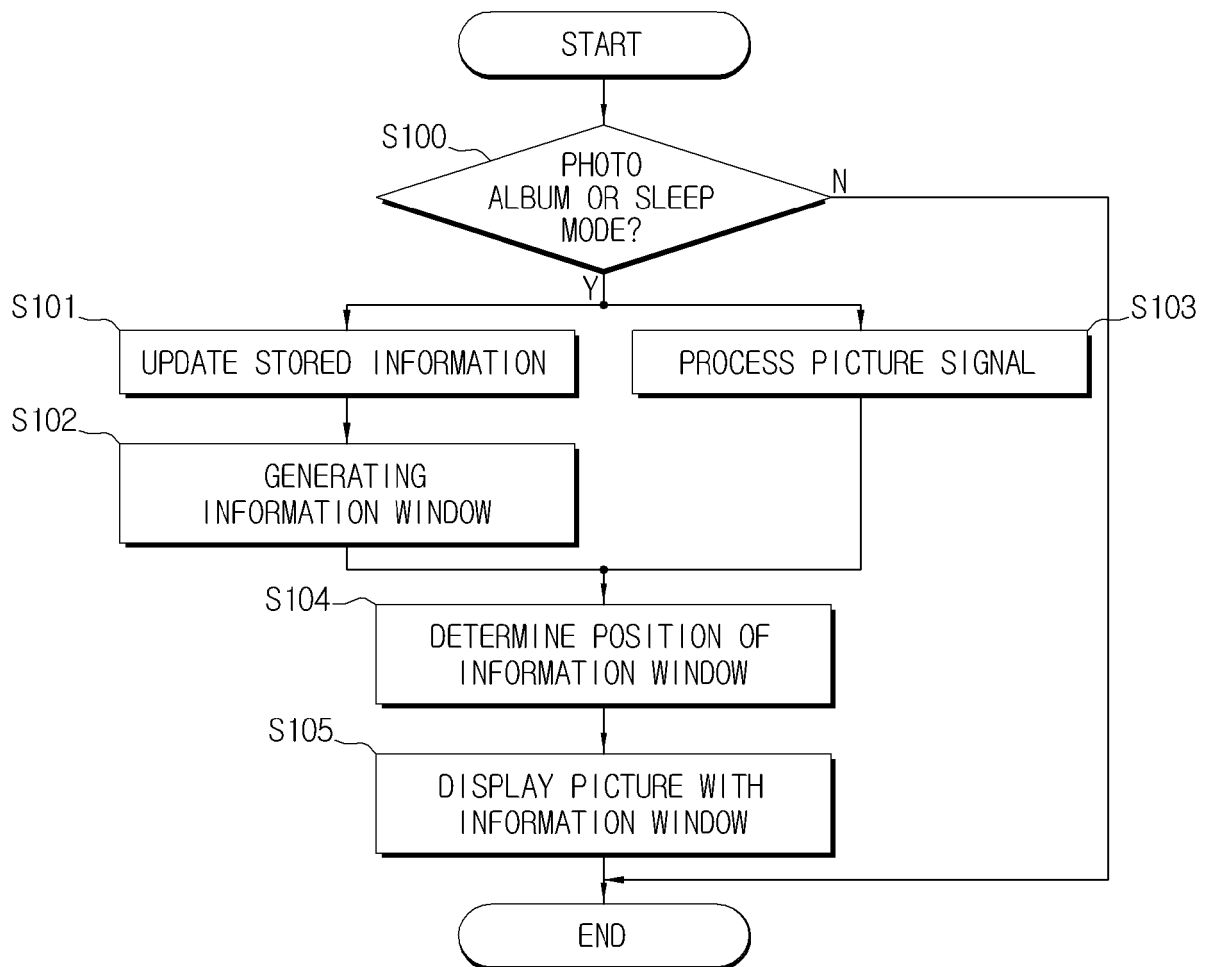 START
S100
PHOTO
ALBUM OR SLEEP
MODE?
N
Y
S101
UPDATE STORED INFORMATION
S103
PROCESS PICTURE SIGNAL
S102
GENERATING
INFORMATION WINDOW
S104
DETERMINE POSITION OF
INFORMATION WINDOW
S105
DISPLAY PICTURE WITH
INFORMATION WINDOW
END